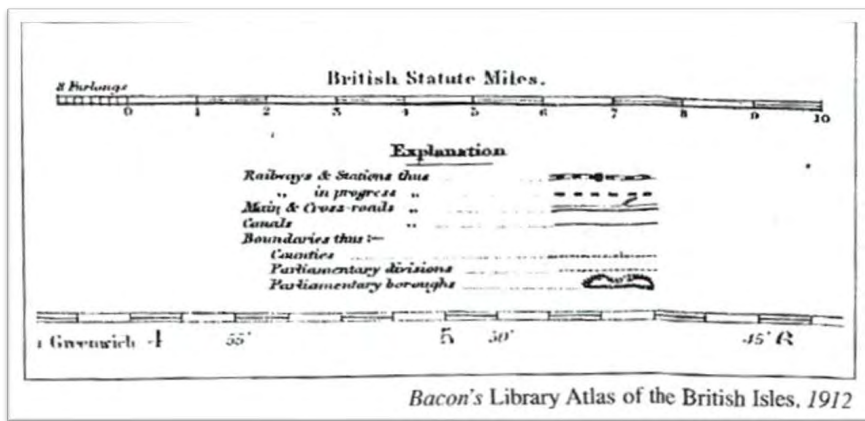 British Statute Miles.
8 Furlongs
0 1 2 3 4 5 6 7 8 9 10
Explanation
Railways & Stations thus
„ in progress „
Main & Cross-roads „
Canals „
Boundaries thus :—
Counties
Parliamentary divisions
Parliamentary boroughs
Greenwich 4 55' 5 50' 45' 6
Bacon's Library Atlas of the British Isles, 1912